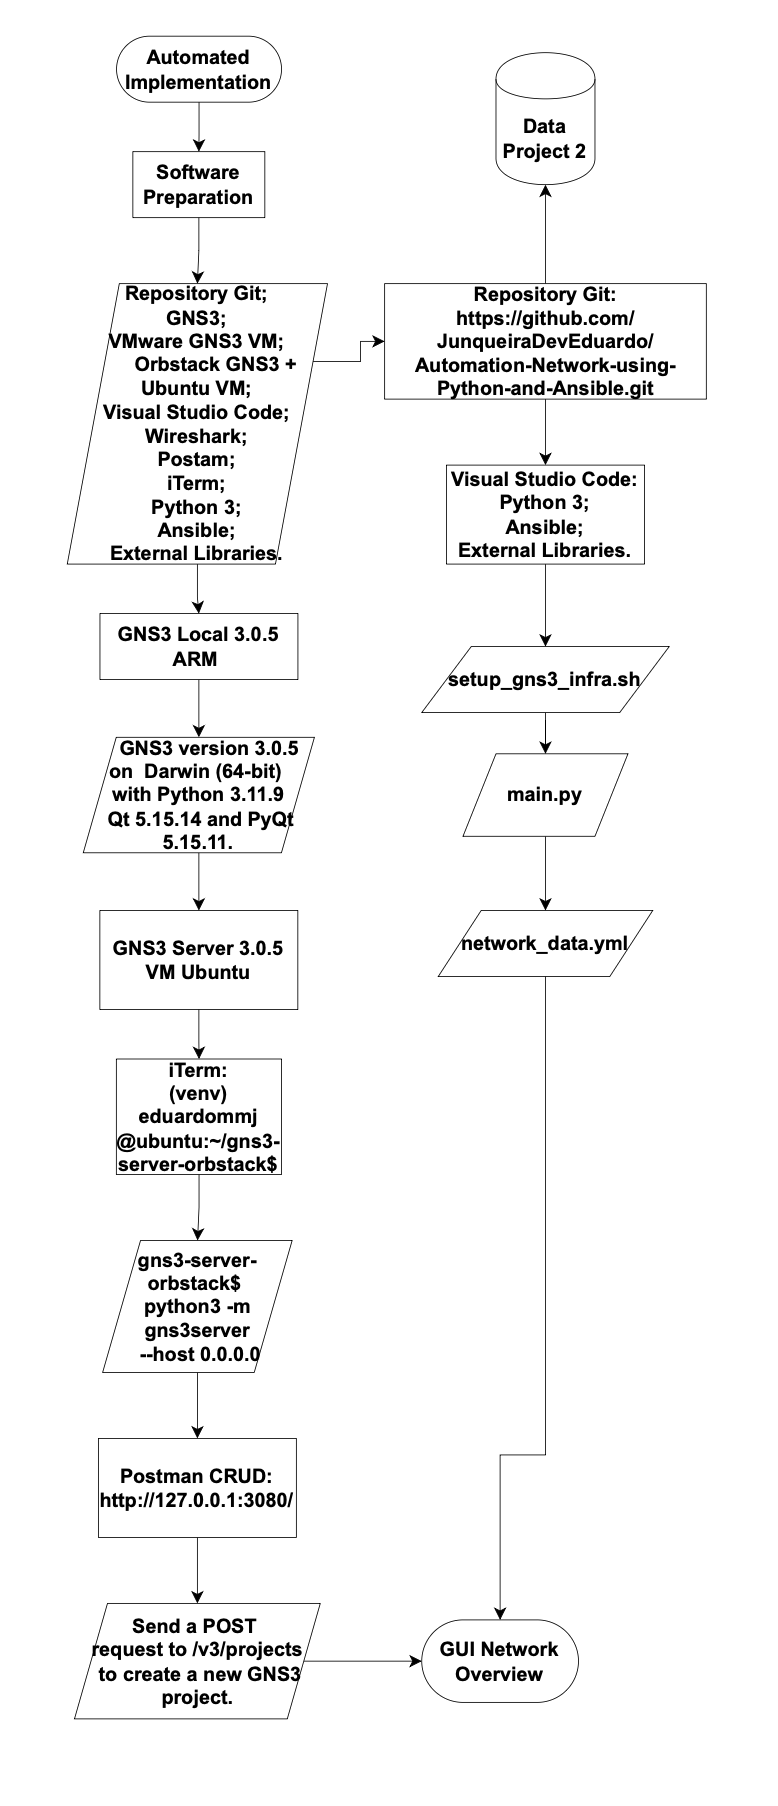 Automated
Implementation
Software
Preparation
Repository Git;
GNS3;
VMware GNS3 VM;
Orbstack GNS3 +
Ubuntu VM;
Visual Studio Code;
Wireshark;
Postam;
iTerm;
Python 3;
Ansible;
External Libraries.
GNS3 Local 3.0.5
ARM
GNS3 version 3.0.5
on Darwin (64-bit)
with Python 3.11.9
Qt 5.15.14 and PyQt
5.15.11.
GNS3 Server 3.0.5
VM Ubuntu
iTerm:
(venv)
eduardommj
@ubuntu:~/gns3-
server-orbstack$
gns3-server-
orbstack$
python3 -m
gns3server
--host 0.0.0.0
Postman CRUD:
http://127.0.0.1:3080/
Send a POST
request to /v3/projects
to create a new GNS3
project.
Data
Project 2
Repository Git:
https://github.com/
JunqueiraDevEduardo/
Automation-Network-using-
Python-and-Ansible.git
Visual Studio Code:
Python 3;
Ansible;
External Libraries.
setup_gns3_infra.sh
main.py
network_data.yml
GUI Network
Overview